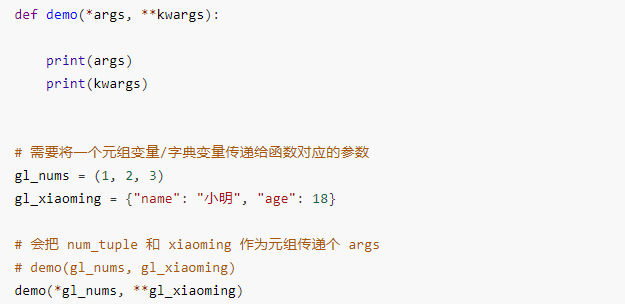 def demo(*args, **kwargs):
    print(args)
    print(kwargs)
# 需要将一个元组变量/字典变量传递给函数对应的参数
gl_nums = (1, 2, 3)
gl_xiaoming = {"name": "小明", "age": 18}
# 会把 num_tuple 和 xiaoming 作为元组传递个 args
# demo(gl_nums, gl_xiaoming)
demo(*gl_nums, **gl_xiaoming)